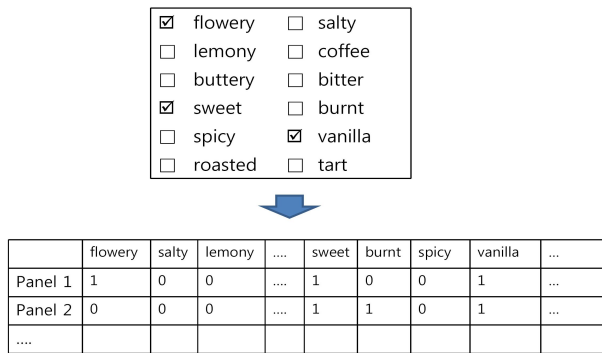 ☑ flowery ☐ salty
☐ lemony ☐ coffee
☐ buttery ☐ bitter
☑ sweet ☐ burnt
☐ spicy ☑ vanilla
☐ roasted ☐ tart
flowery salty lemony .... sweet burnt spicy vanilla ...
Panel 1 1 0 0 .... 1 0 0 1 ...
Panel 2 0 0 0 .... 1 1 0 1 ...
....